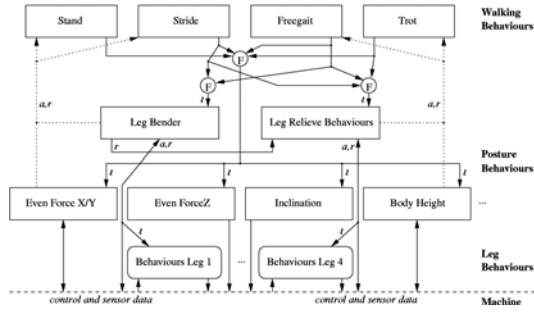 Stand
Stride
Freegait
Trot
Walking
Behaviours
F
F
F
ι
ι
a,r
Leg Bender
Leg Relieve Behaviours
a,r
r
a,r
a,r
Posture
Behaviours
ι
ι
ι
ι
Even Force X/Y
Even ForceZ
Inclination
Body Height
...
ι
ι
Behaviours Leg 1
...
Behaviours Leg 4
Leg
Behaviours
control and sensor data
control and sensor data
Machine